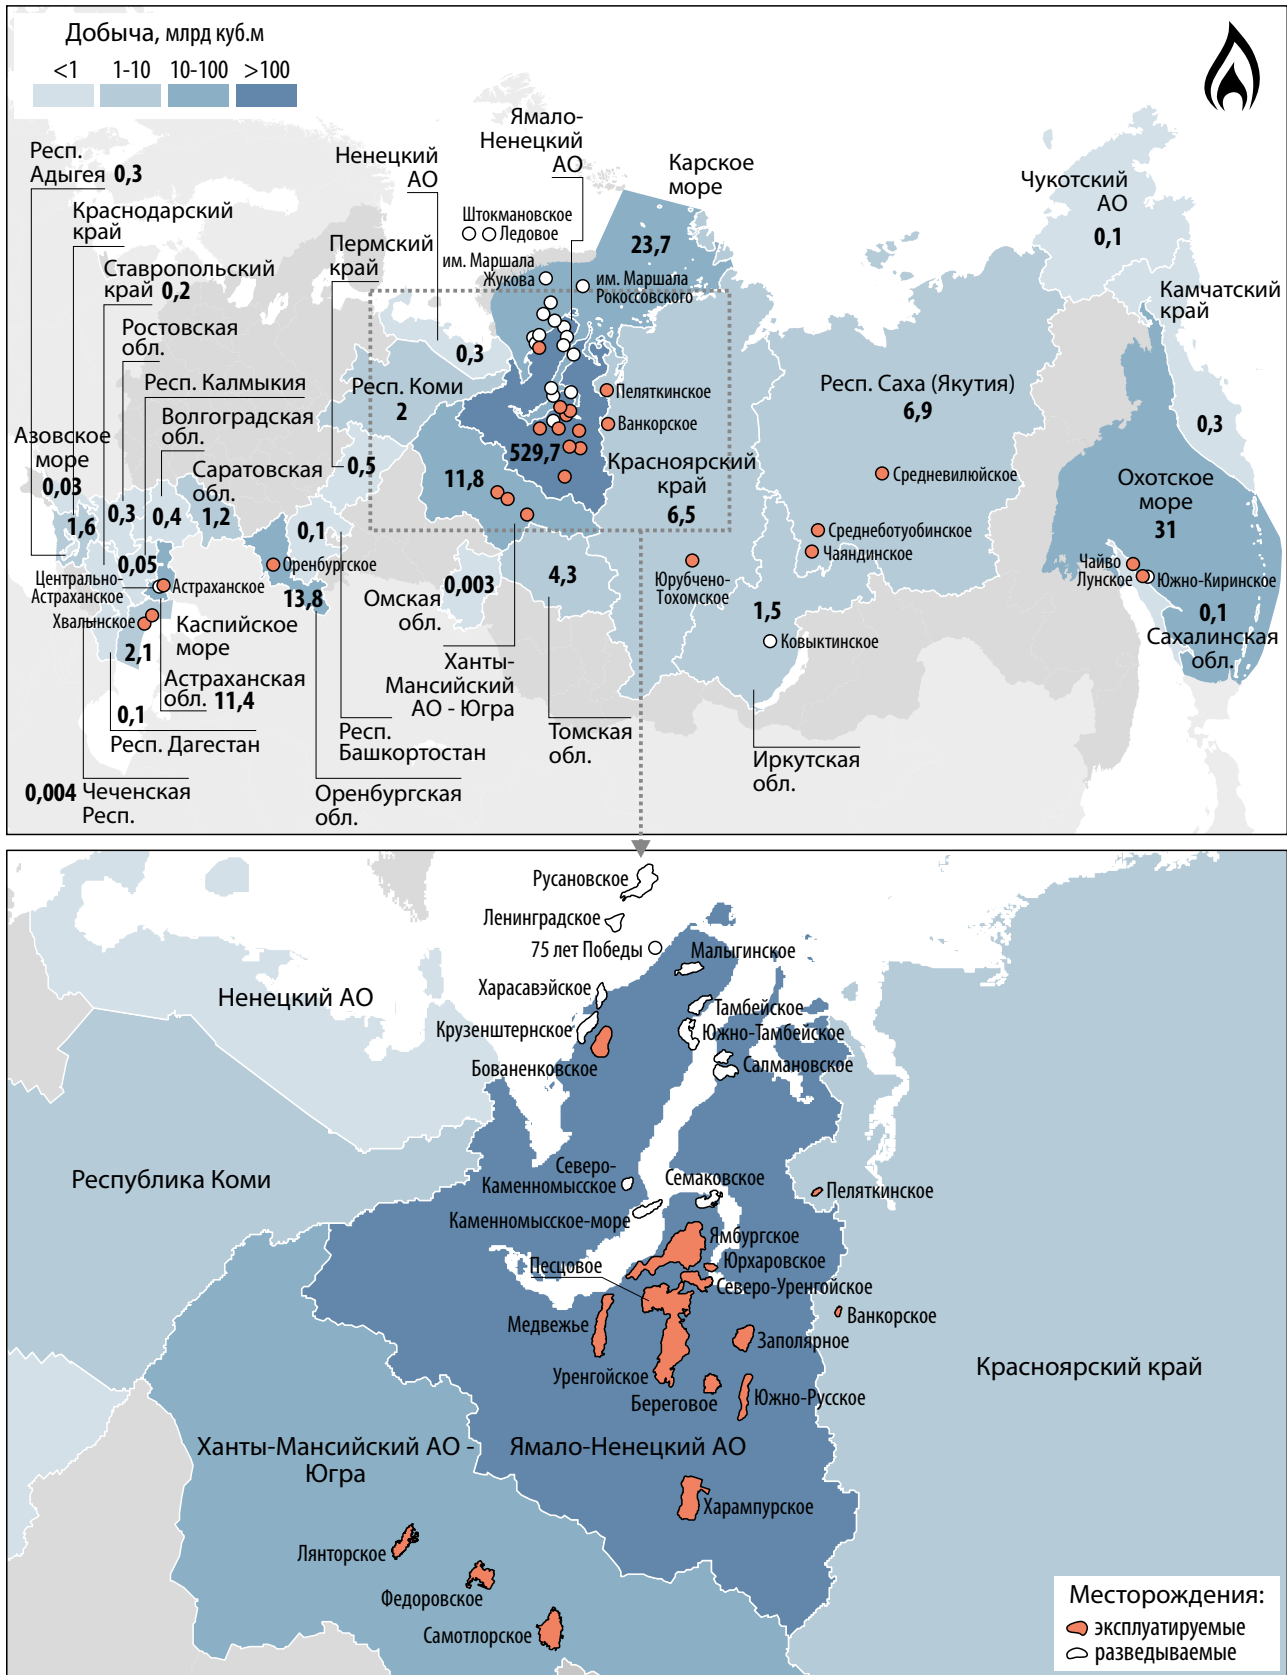 Добыча, млрд куб.м
<1
1-10
10-100
>100
Респ.
Адыгея 0,3
Краснодарский
край
Ставропольский
край 0,2
Ростовская
обл.
Респ. Калмыкия
Волгоградская
обл.
Саратовская
обл.
Азовское
море
0,03
1,6
0,3
0,4
1,2
0,1
0,05
Ненецкий
АО
Пермский
край
Ямало-
Ненецкий
АО
Штокмановское
Ледовое
им. Маршала
Жукова
им. Маршала
Рокоссовского
Карское
море
23,7
Чукотский
АО
0,1
Камчатский
край
0,3
0,3
Респ. Коми
2
0,5
11,8
529,7
Пеляткинское
Ванкорское
Красноярский
край
6,5
Респ. Саха (Якутия)
6,9
Средневилюйское
Среднеботуобинское
Чаяндинское
Охотское
море
31
Чайво
Лунское
Южно-Киринское
0,1
Сахалинская
обл.
Центрально-
Астраханское
Астраханское
Хвалынское
2,1
Каспийское
море
Астраханская
обл. 11,4
0,1
Респ. Дагестан
0,004 Чеченская
Респ.
Оренбургское
13,8
Оренбургская
обл.
Респ.
Башкортостан
0,003
Омская
обл.
Ханты-
Мансийский
АО - Югра
4,3
Томская
обл.
Юрубчено-
Тохомское
1,5
Ковыктинское
Иркутская
обл.
Русановское
Ленинградское
75 лет Победы
Малыгинское
Харасавэйское
Тамбейское
Крузенштернское
Южно-Тамбейское
Бованенковское
Салмановское
Ненецкий АО
Республика Коми
Северо-
Каменномысское
Семаковское
Каменномысское-море
Пеляткинское
Ямбургское
Песцовое
Юрхаровское
Северо-Уренгойское
Ванкорское
Медвежье
Заполярное
Уренгойское
Береговое
Южно-Русское
Красноярский край
Ханты-Мансийский АО -
Югра
Ямало-Ненецкий АО
Харампурское
Лянторское
Федоровское
Самотлорское
Месторождения:
эксплуатируемые
разведываемые